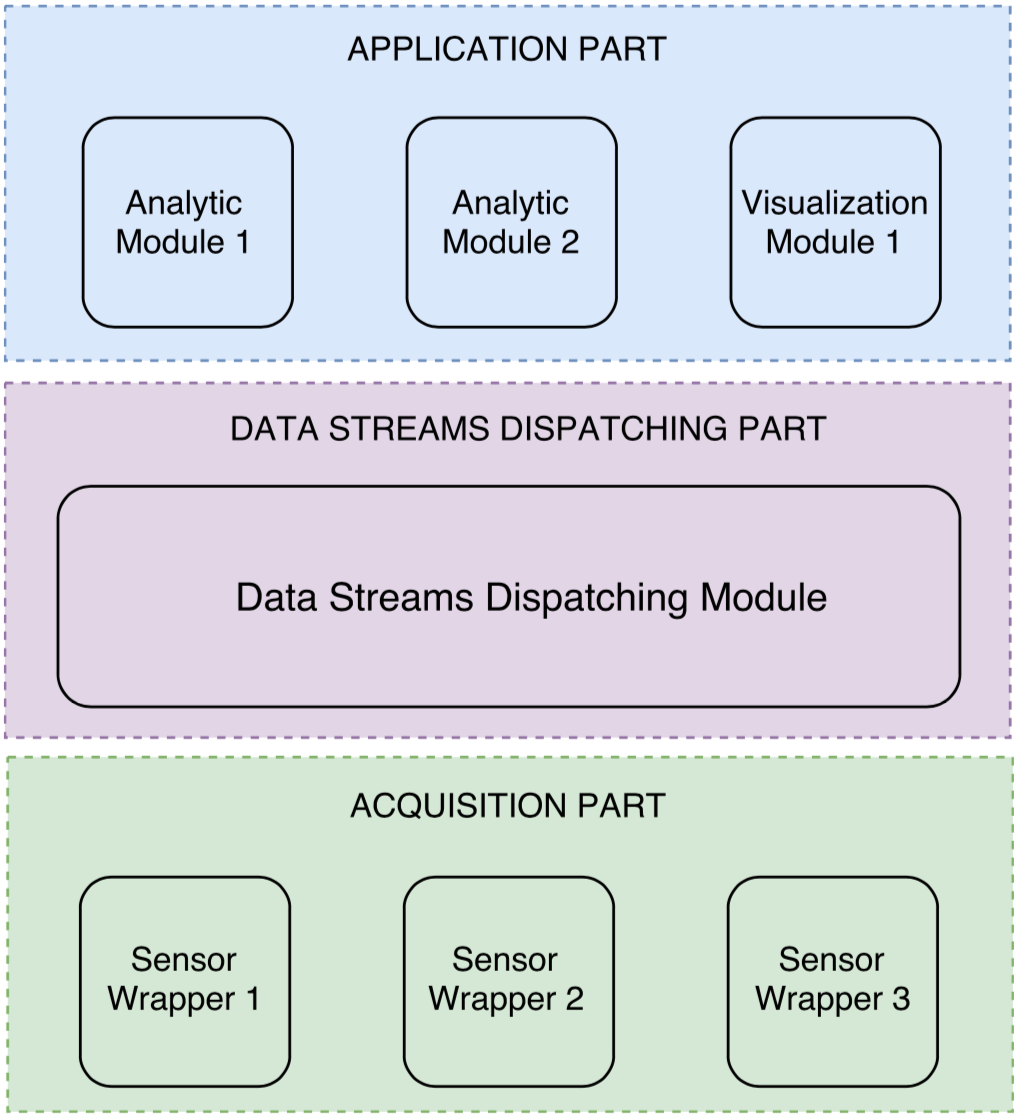 APPLICATION PART
Analytic
Module 1
Analytic
Module 2
Visualization
Module 1
DATA STREAMS DISPATCHING PART
Data Streams Dispatching Module
ACQUISITION PART
Sensor
Wrapper 1
Sensor
Wrapper 2
Sensor
Wrapper 3